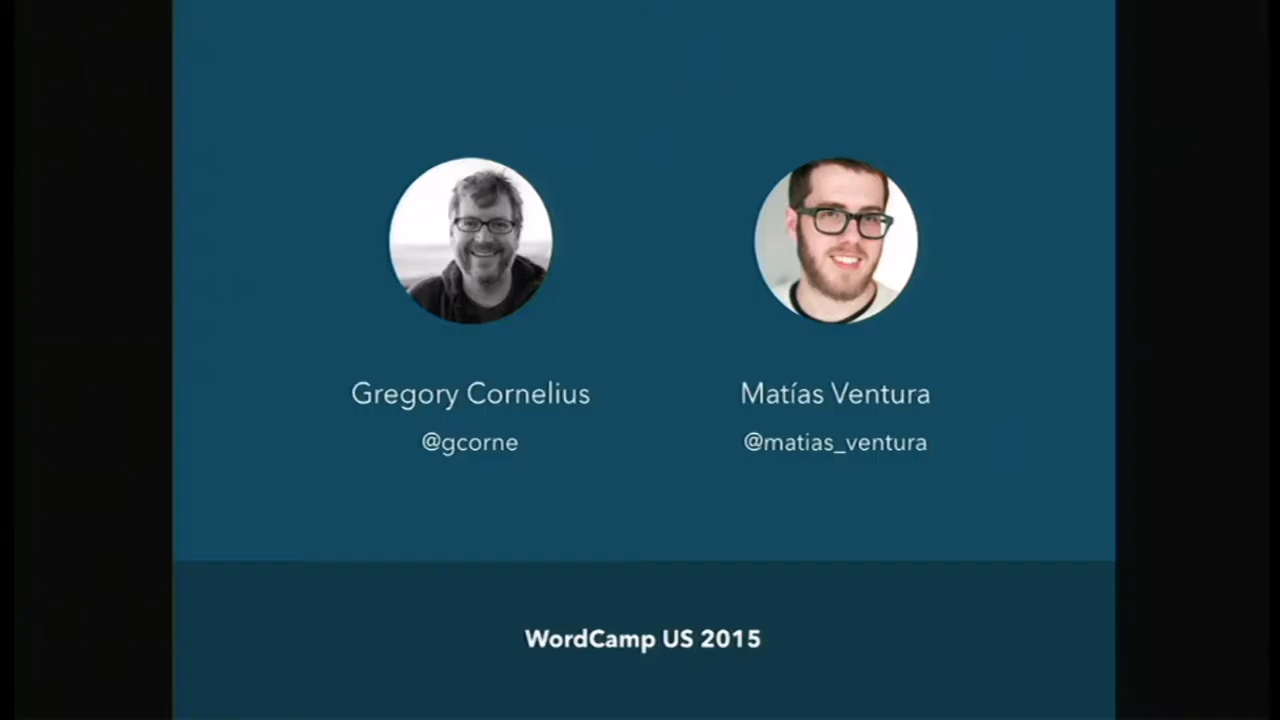 Gregory Cornelius
@gcorne
Matías Ventura
@matias_ventura
WordCamp US 2015